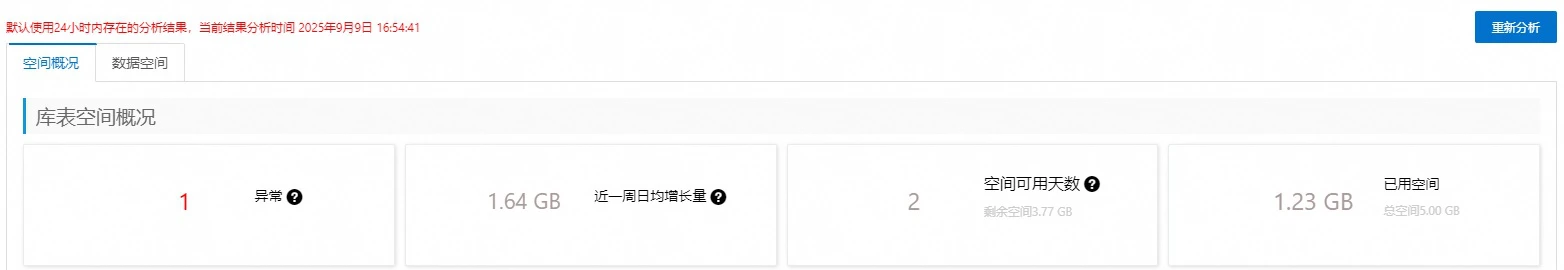 默认使用24小时内存在的分析结果，当前结果分析时间 2025年9月9日 16:54:41
重新分析
空间概况
数据空间
库表空间概况
1
异常
1.64 GB
近一周日均增长量
2
空间可用天数
剩余空间3.77 GB
1.23 GB
已用空间
总空间5.00 GB